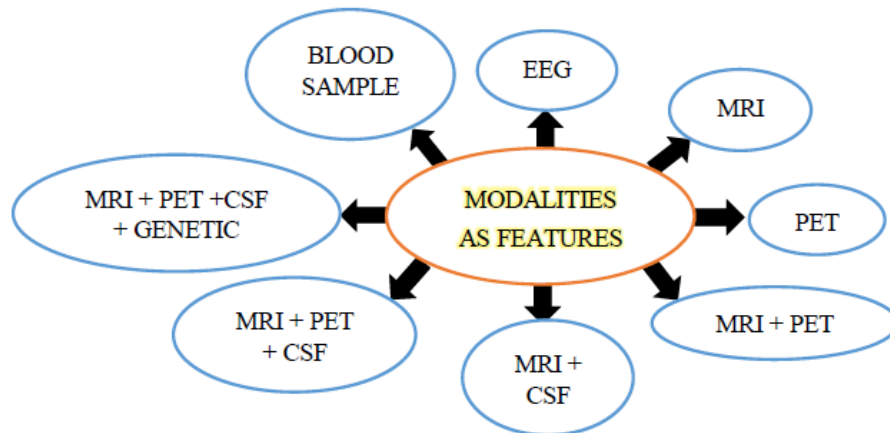 BLOOD
SAMPLE
EEG
MRI
MRI + PET +CSF
+ GENETIC
MODALITIES
AS FEATURES
PET
MRI + PET
+ CSF
MRI +
CSF
MRI + PET